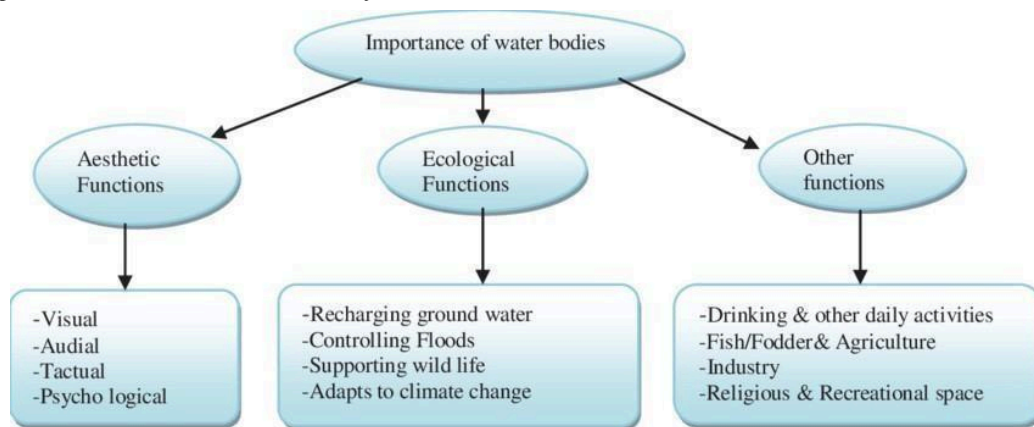 Importance of water bodies
Aesthetic
Functions
Ecological
Functions
Other
functions
-Visual
-Audial
-Tactual
-Psycho logical
-Recharging ground water
-Controlling Floods
-Supporting wild life
-Adapts to climate change
-Drinking & other daily activities
-Fish/Fodder& Agriculture
-Industry
-Religious & Recreational space